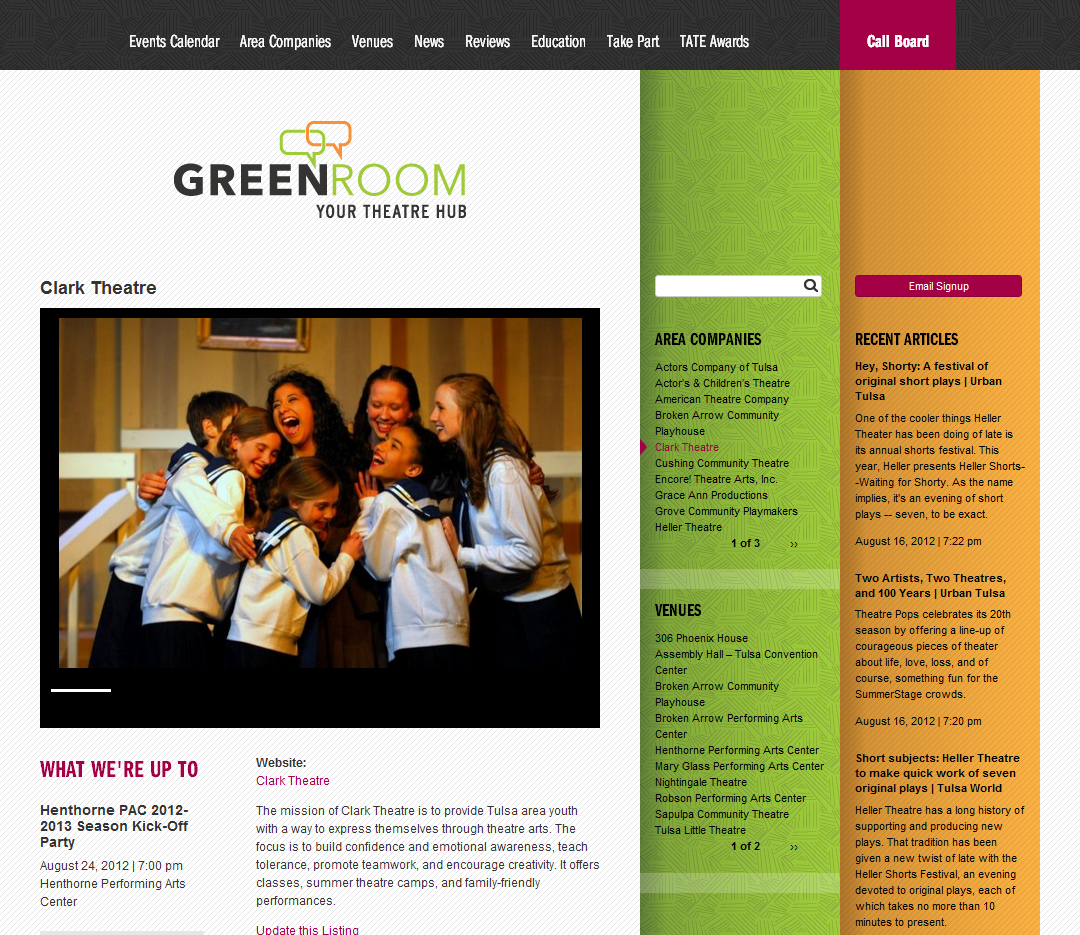 Events Calendar Area Companies Venues News Reviews Education Take Part TATE Awards Call Board
GREENROOM
YOUR THEATRE HUB
Clark Theatre
WHAT WE'RE UP TO
Henthorne PAC 2012-
2013 Season Kick-Off
Party
August 24, 2012 | 7:00 pm
Henthorne Performing Arts
Center
Website:
Clark Theatre
The mission of Clark Theatre is to provide Tulsa area youth
with a way to express themselves through theatre arts. The
focus is to build confidence and emotional awareness, teach
tolerance, promote teamwork, and encourage creativity. It offers
classes, summer theatre camps, and family-friendly
performances.
Update this Listing
AREA COMPANIES
Actors Company of Tulsa
Actor's & Children's Theatre
American Theatre Company
Broken Arrow Community
Playhouse
Clark Theatre
Cushing Community Theatre
Encore! Theatre Arts, Inc.
Grace Ann Productions
Grove Community Playmakers
Heller Theatre
1 of 3 ››
VENUES
306 Phoenix House
Assembly Hall – Tulsa Convention
Center
Broken Arrow Community
Playhouse
Broken Arrow Performing Arts
Center
Henthorne Performing Arts Center
Mary Glass Performing Arts Center
Nightingale Theatre
Robson Performing Arts Center
Sapulpa Community Theatre
Tulsa Little Theatre
1 of 2 ››
Email Signup
RECENT ARTICLES
Hey, Shorty: A festival of
original short plays | Urban
Tulsa
One of the cooler things Heller
Theater has been doing of late is
its annual shorts festival. This
year, Heller presents Heller Shorts-
-Waiting for Shorty. As the name
implies, it's an evening of short
plays -- seven, to be exact.
August 16, 2012 | 7:22 pm
Two Artists, Two Theatres,
and 100 Years | Urban Tulsa
Theatre Pops celebrates its 20th
season by offering a line-up of
courageous pieces of theater
about life, love, loss, and of
course, something fun for the
SummerStage crowds.
August 16, 2012 | 7:20 pm
Short subjects: Heller Theatre
to make quick work of seven
original plays | Tulsa World
Heller Theatre has a long history of
supporting and producing new
plays. That tradition has been
given a new twist of late with the
Heller Shorts Festival, an evening
devoted to original plays, each of
which takes no more than 10
minutes to present.